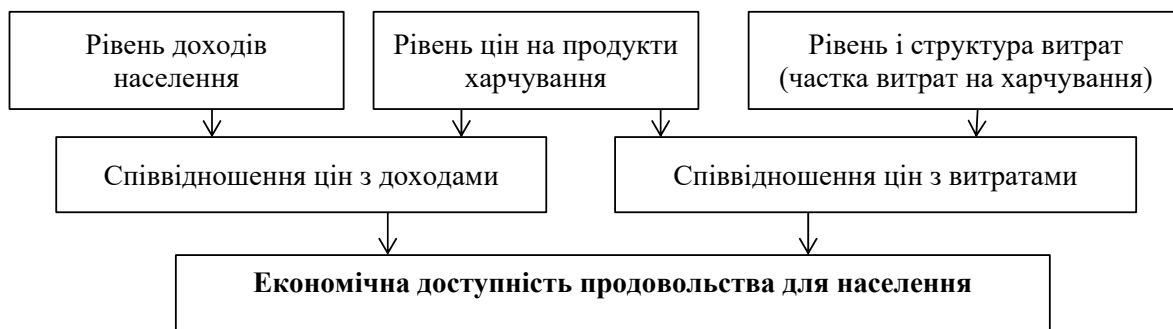 Рівень доходів
населення
Рівень цін на продукти
харчування
Рівень і структура витрат
(частка витрат на харчування)
Співвідношення цін з доходами
Співвідношення цін з витратами
Економічна доступність продовольства для населення